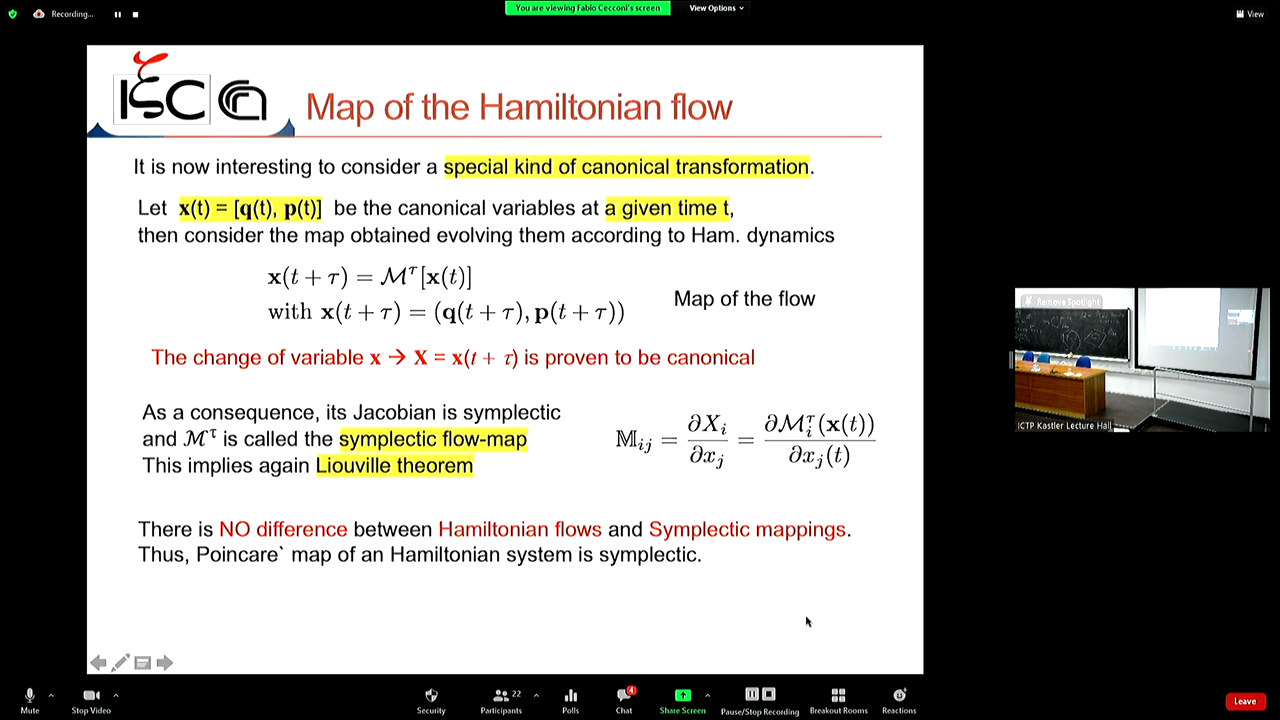 Recording...
You are viewing Fabio Cecconi's screen
View Options
View
ISC
Map of the Hamiltonian flow
It is now interesting to consider a special kind of canonical transformation.
Let x(t) = [q(t), p(t)] be the canonical variables at a given time t,
then consider the map obtained evolving them according to Ham. dynamics
x(t + τ) = ℳ^τ[x(t)]
with x(t + τ) = (q(t + τ), p(t + τ))
Map of the flow
The change of variable x → X = x(t + τ) is proven to be canonical
As a consequence, its Jacobian is symplectic
and ℳ^τ is called the symplectic flow-map
This implies again Liouville theorem
𝕄_ij = ∂X_i / ∂x_j = ∂ℳ_i^τ(x(t)) / ∂x_j(t)
There is NO difference between Hamiltonian flows and Symplectic mappings.
Thus, Poincare` map of an Hamiltonian system is symplectic.
Remove Spotlight
ICTP Kastler Lecture Hall
Mute
Stop Video
Security
Participants
22
Polls
Chat
4
Share Screen
Pause/Stop Recording
Breakout Rooms
Reactions
Leave